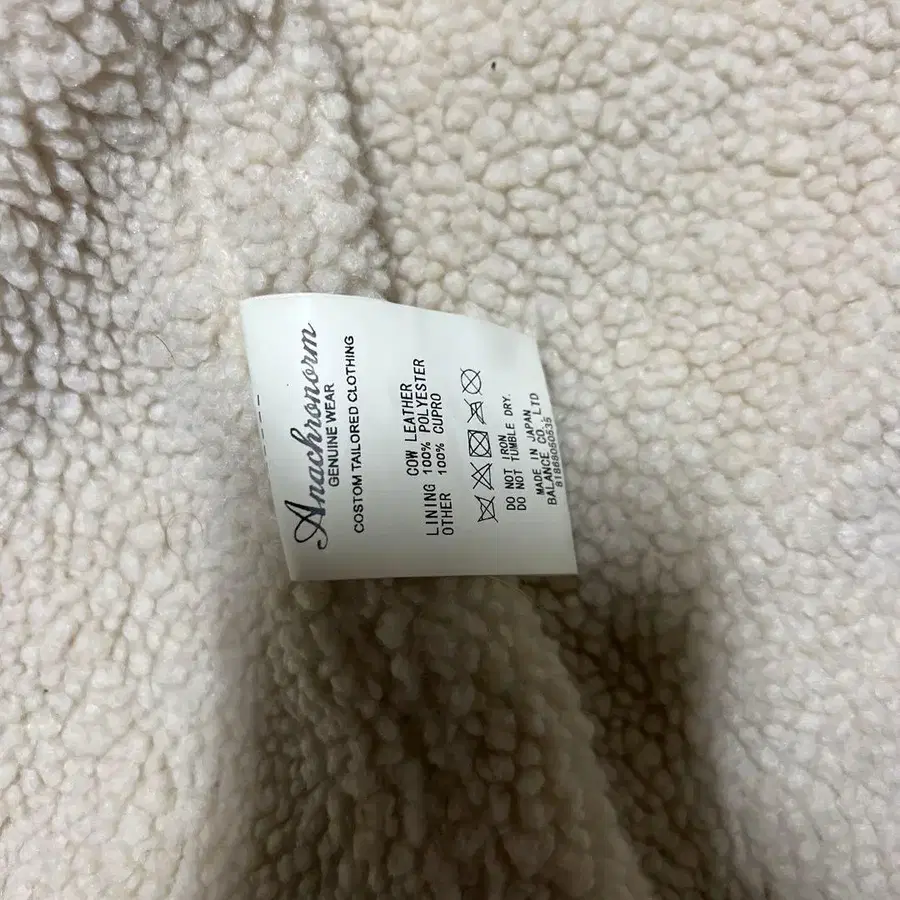 Anachronorm
GENUINE WEAR
COSTOM TAILORED CLOTHING
COW LEATHER
LINING 100% POLYESTER
OTHER 100% CUPRO
DO NOT IRON
DO NOT TUMBLE DRY.
MADE IN JAPAN
BALANCE CO., LTD
81868050535